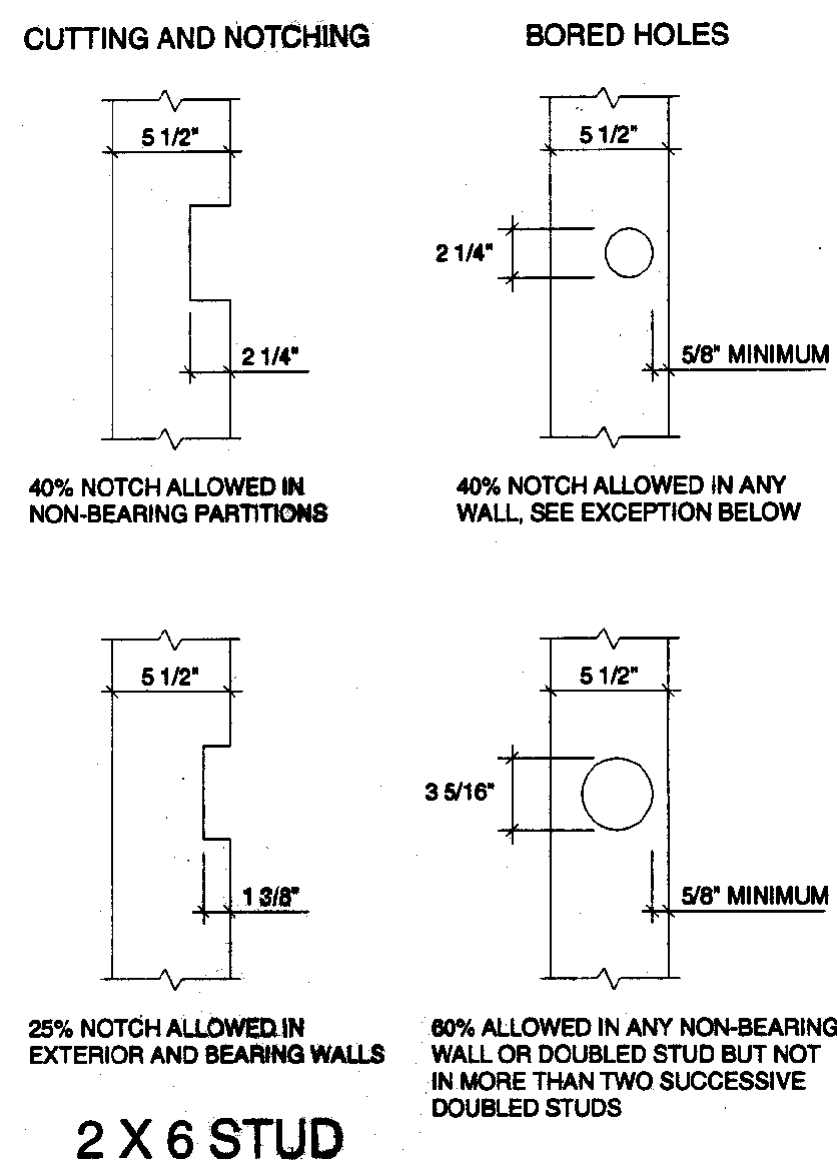 CUTTING AND NOTCHING
5 1/2"
2 1/4"
40% NOTCH ALLOWED IN
NON-BEARING PARTITIONS
BORED HOLES
5 1/2"
2 1/4"
5/8" MINIMUM
40% NOTCH ALLOWED IN ANY
WALL, SEE EXCEPTION BELOW
5 1/2"
1 3/8"
25% NOTCH ALLOWED IN
EXTERIOR AND BEARING WALLS
5 1/2"
3 5/16"
5/8" MINIMUM
60% ALLOWED IN ANY NON-BEARING
WALL OR DOUBLED STUD BUT NOT
IN MORE THAN TWO SUCCESSIVE
DOUBLED STUDS
2 X 6 STUD